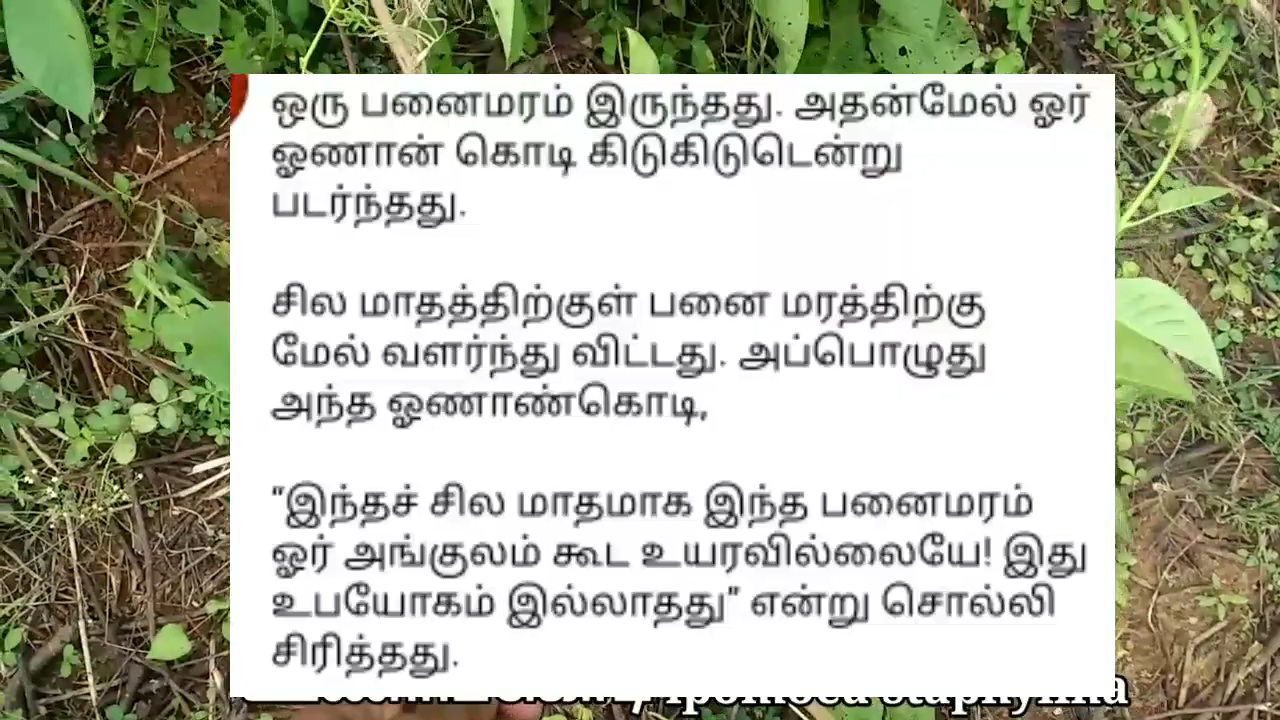 ஒரு பனைமரம் இருந்தது. அதன்மேல் ஓர்
ஓணான் கொடி கிடுகிடுடென்று
படர்ந்தது.
சில மாதத்திற்குள் பனை மரத்திற்கு
மேல் வளர்ந்து விட்டது. அப்பொழுது
அந்த ஓணாண்கொடி,
"இந்தச் சில மாதமாக இந்த பனைமரம்
ஓர் அங்குலம் கூட உயரவில்லையே! இது
உபயோகம் இல்லாதது" என்று சொல்லி
சிரித்தது.